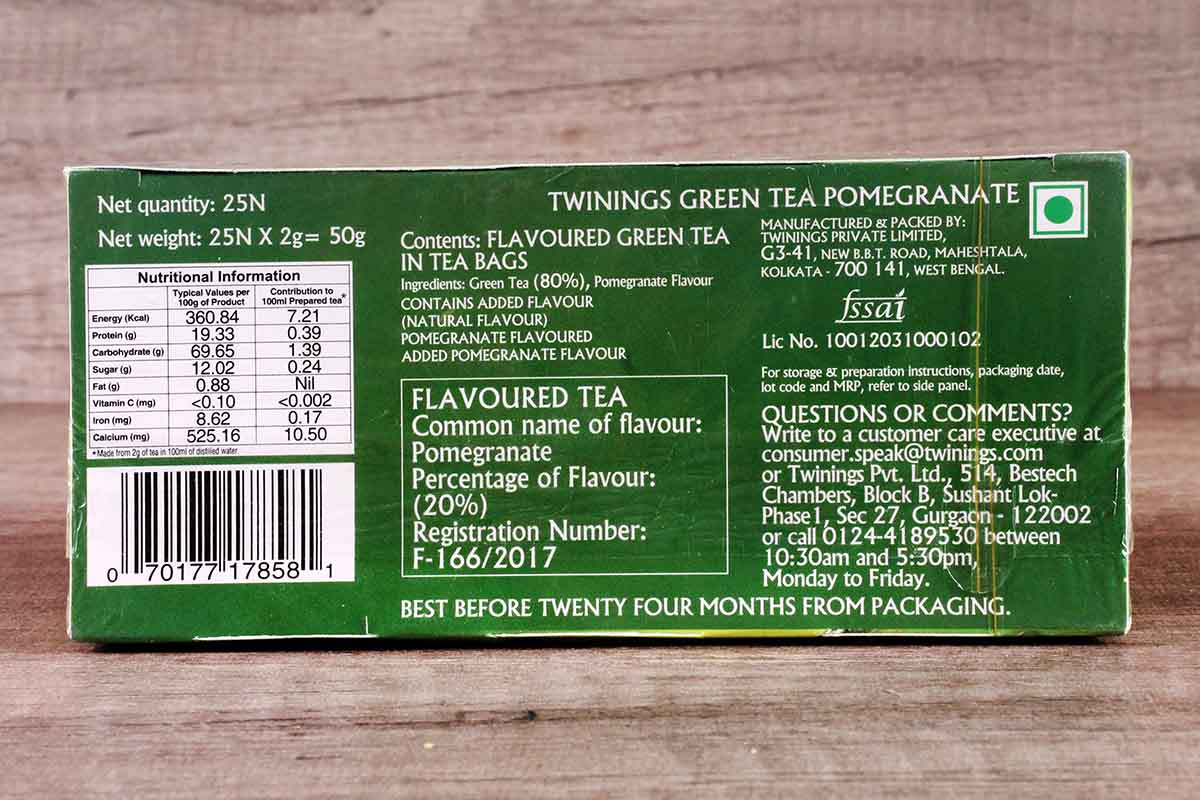 Net quantity: 25N
Net weight: 25N X 2g= 50g
Nutritional Information
Typical Values per 100g of Product
Contribution to 100ml Prepared tea*
Energy (Kcal) 360.84 7.21
Protein (g) 19.33 0.39
Carbohydrate (g) 69.65 1.39
Sugar (g) 12.02 0.24
Fat (g) 0.88 Nil
Vitamin C (mg) <0.10 <0.002
Iron (mg) 8.62 0.17
Calcium (mg) 525.16 10.50
*Made from 2g of tea in 100ml of distilled water
0 70177 17858 1
TWININGS GREEN TEA POMEGRANATE
Contents: FLAVOURED GREEN TEA
IN TEA BAGS
Ingredients: Green Tea (80%), Pomegranate Flavour
CONTAINS ADDED FLAVOUR
(NATURAL FLAVOUR)
POMEGRANATE FLAVOURED
ADDED POMEGRANATE FLAVOUR
FLAVOURED TEA
Common name of flavour:
Pomegranate
Percentage of Flavour:
(20%)
Registration Number:
F-166/2017
MANUFACTURED & PACKED BY:
TWININGS PRIVATE LIMITED,
G3-41, NEW B.B.T. ROAD, MAHESHTALA,
KOLKATA - 700 141, WEST BENGAL.
fssai
Lic No. 10012031000102
For storage & preparation instructions, packaging date,
lot code and MRP, refer to side panel.
QUESTIONS OR COMMENTS?
Write to a customer care executive at
consumer.speak@twinings.com
or Twinings Pvt. Ltd., 514, Bestech
Chambers, Block B, Sushant Lok-
Phase1, Sec 27, Gurgaon - 122002
or call 0124-4189530 between
10:30am and 5:30pm,
Monday to Friday.
BEST BEFORE TWENTY FOUR MONTHS FROM PACKAGING.